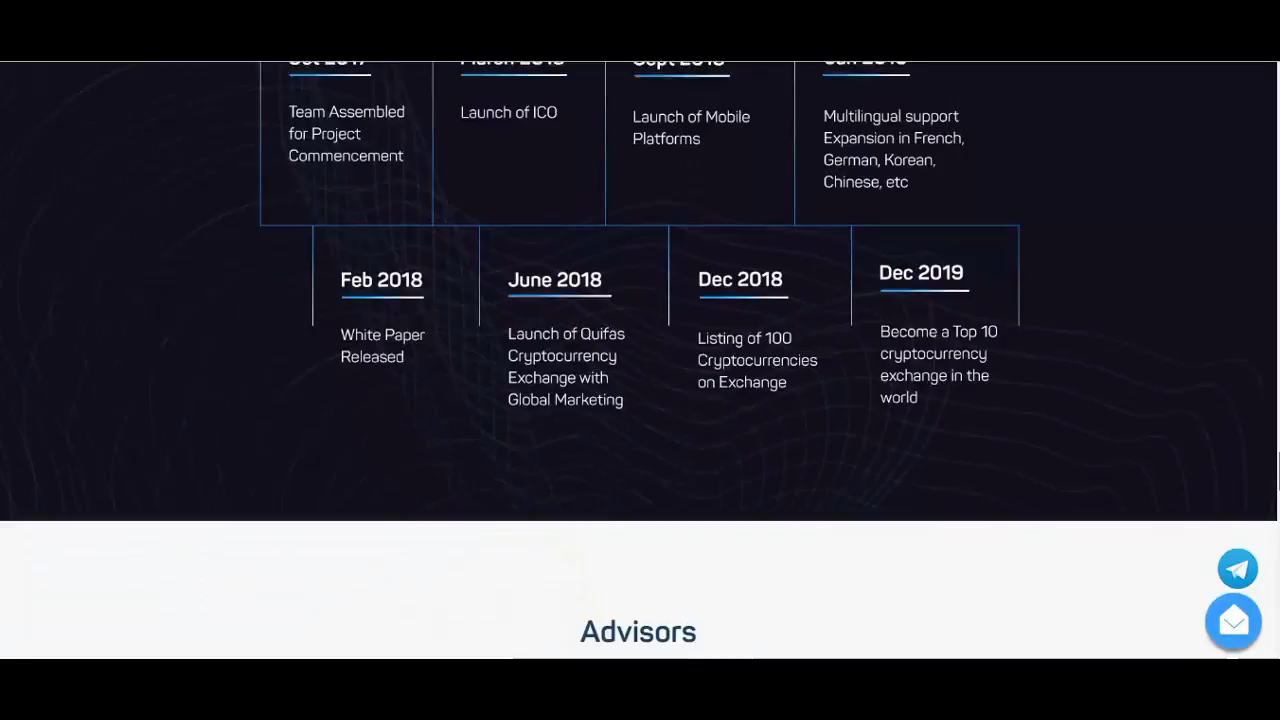 Team Assembled
for Project
Commencement
Launch of ICO
Launch of Mobile
Platforms
Multilingual support
Expansion in French,
German, Korean,
Chinese, etc
Feb 2018
White Paper
Released
June 2018
Launch of Quifas
Cryptocurrency
Exchange with
Global Marketing
Dec 2018
Listing of 100
Cryptocurrencies
on Exchange
Dec 2019
Become a Top 10
cryptocurrency
exchange in the
world
Advisors